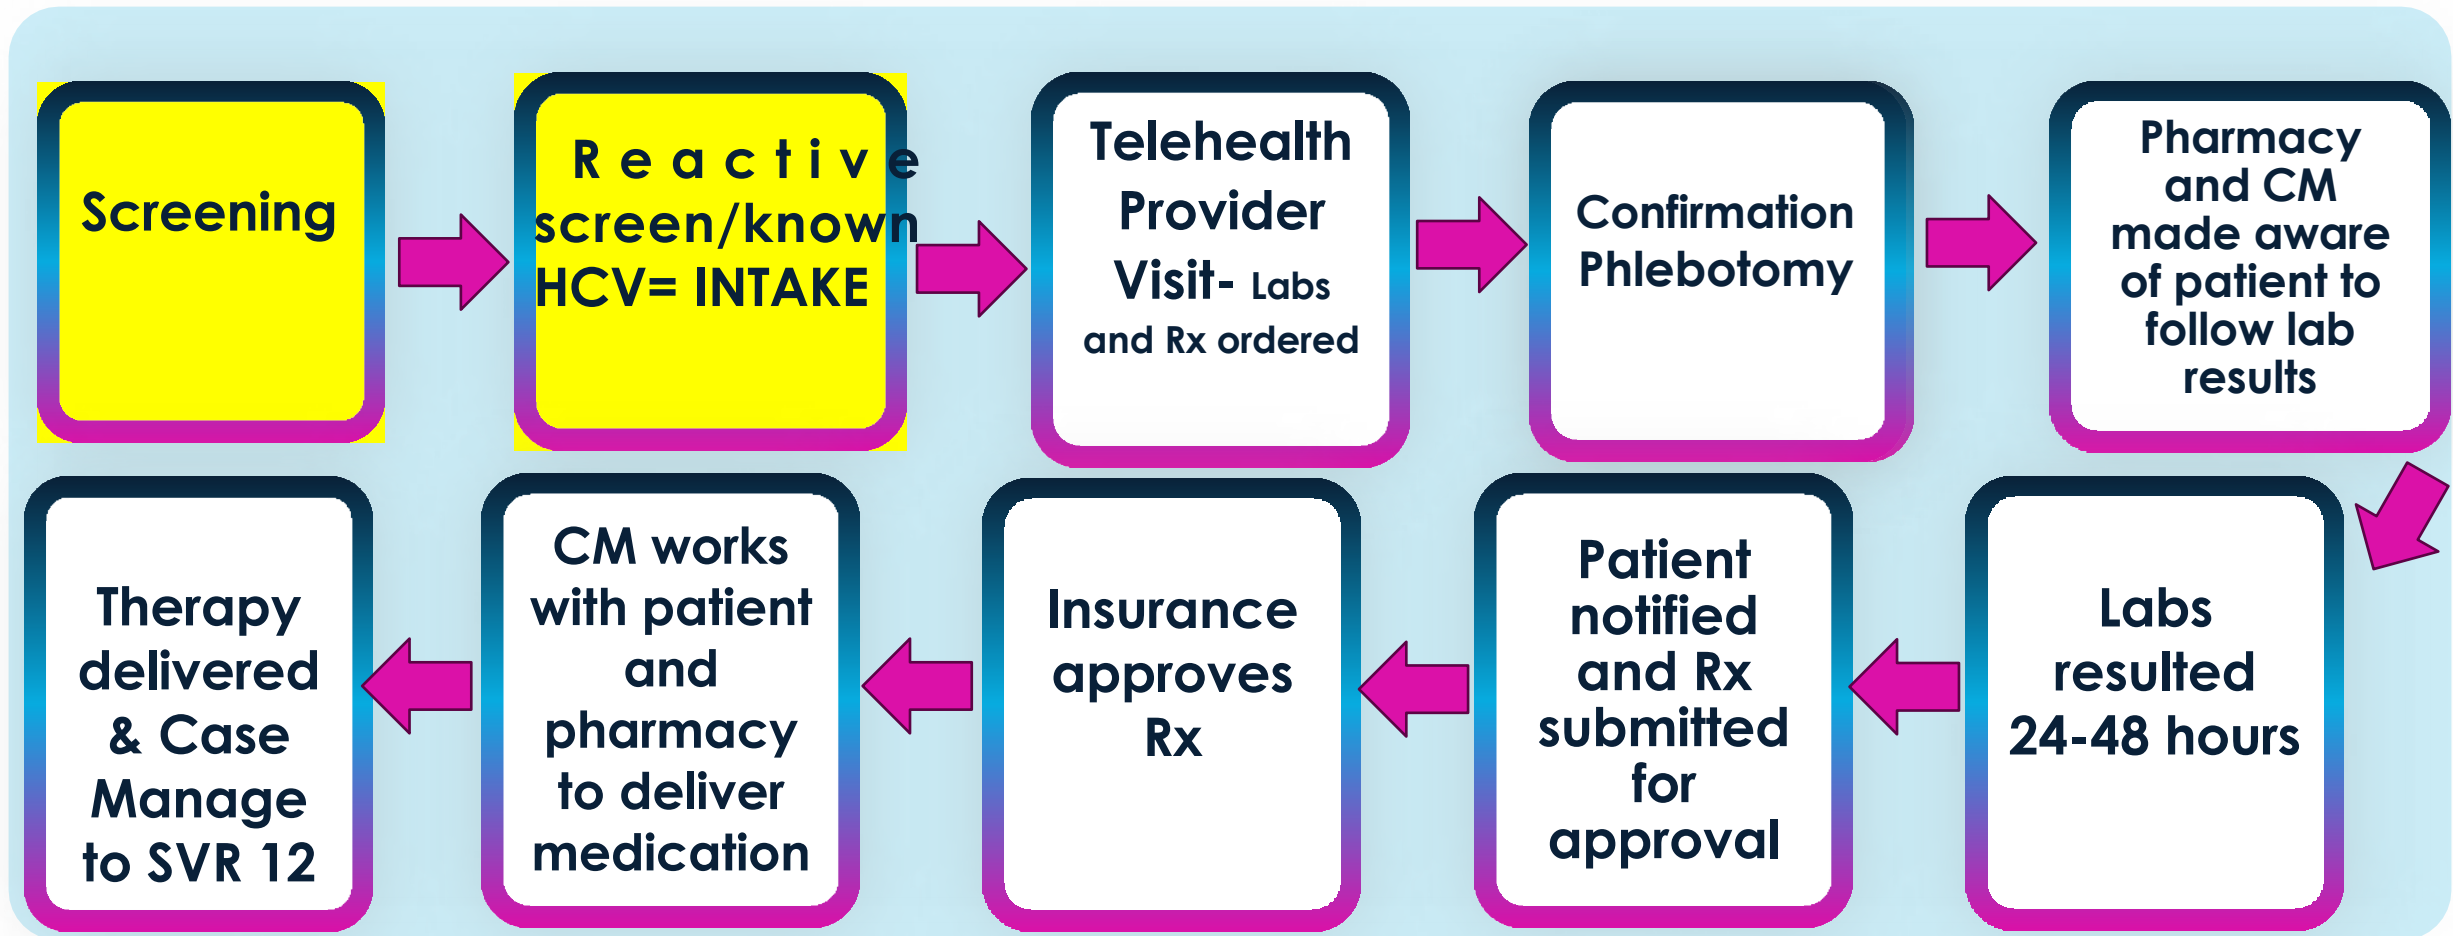 Screening
Reactive
screen/known
HCV= INTAKE
Telehealth
Provider
Visit- Labs
and Rx ordered
Confirmation
Phlebotomy
Pharmacy
and CM
made aware
of patient to
follow lab
results
Labs
resulted
24-48 hours
Patient
notified
and Rx
submitted
for
approval
Insurance
approves
Rx
CM works
with patient
and
pharmacy
to deliver
medication
Therapy
delivered
& Case
Manage
to SVR 12